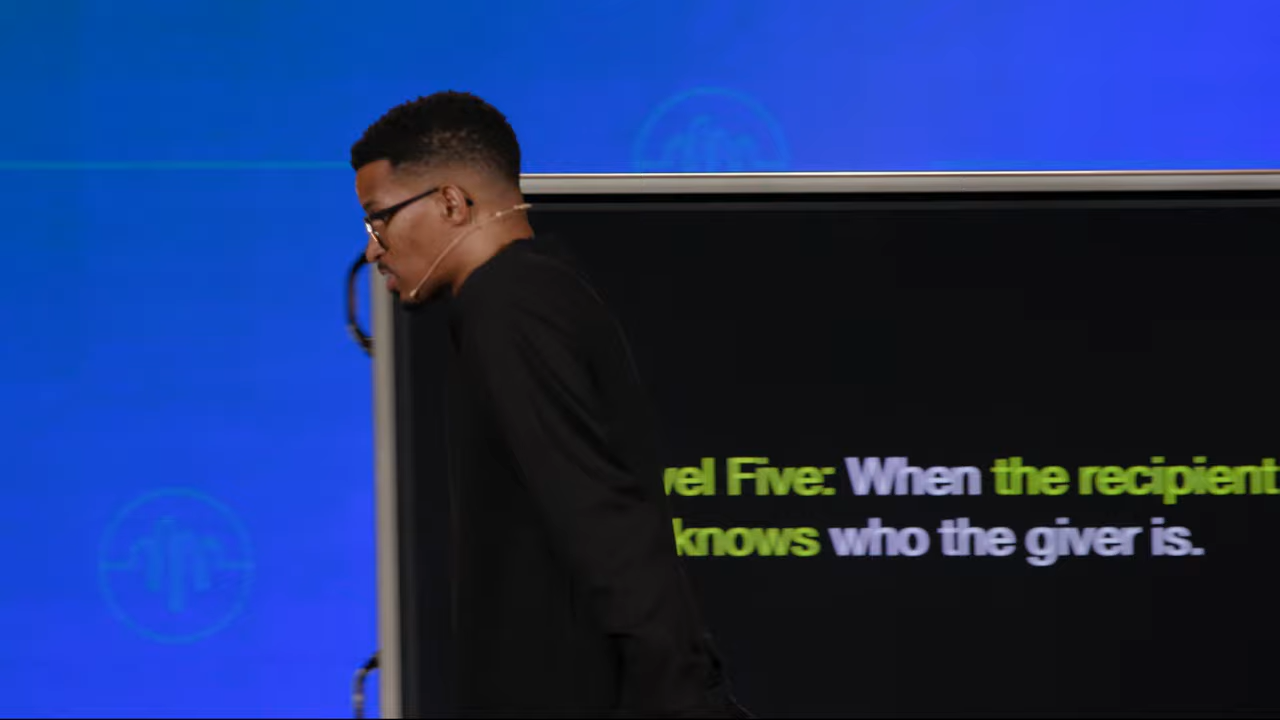 vel Five: When the recipient
knows who the giver is.